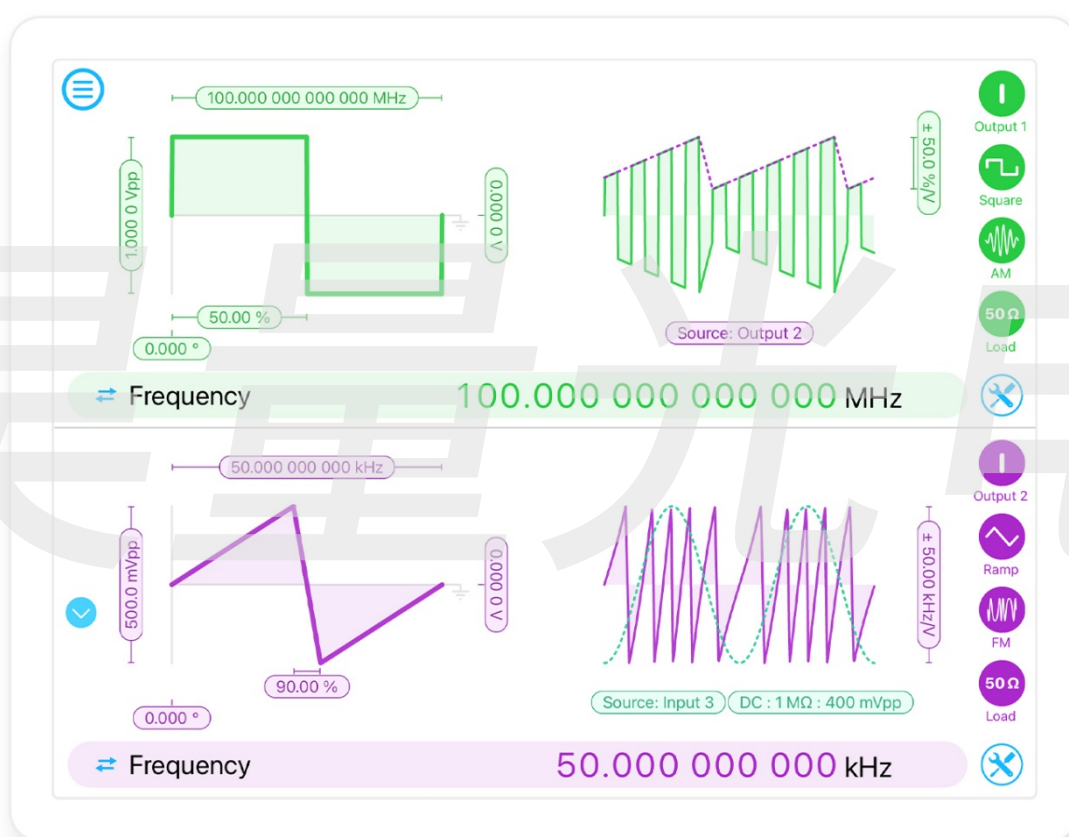 100.000 000 000 000 MHz
1.000 0 Vpp
0.000 0 V
50.00 %
0.000 °
± 50.0 %/V
Source: Output 2
Output 1
Square
AM
50 Ω
Load
Frequency
100.000 000 000 000 MHz
50.000 000 000 kHz
500.0 mVpp
0.000 0 V
90.00 %
0.000 °
± 50.00 kHz/V
Source: Input 3
DC : 1 MΩ : 400 mVpp
Output 2
Ramp
FM
50 Ω
Load
Frequency
50.000 000 000 kHz